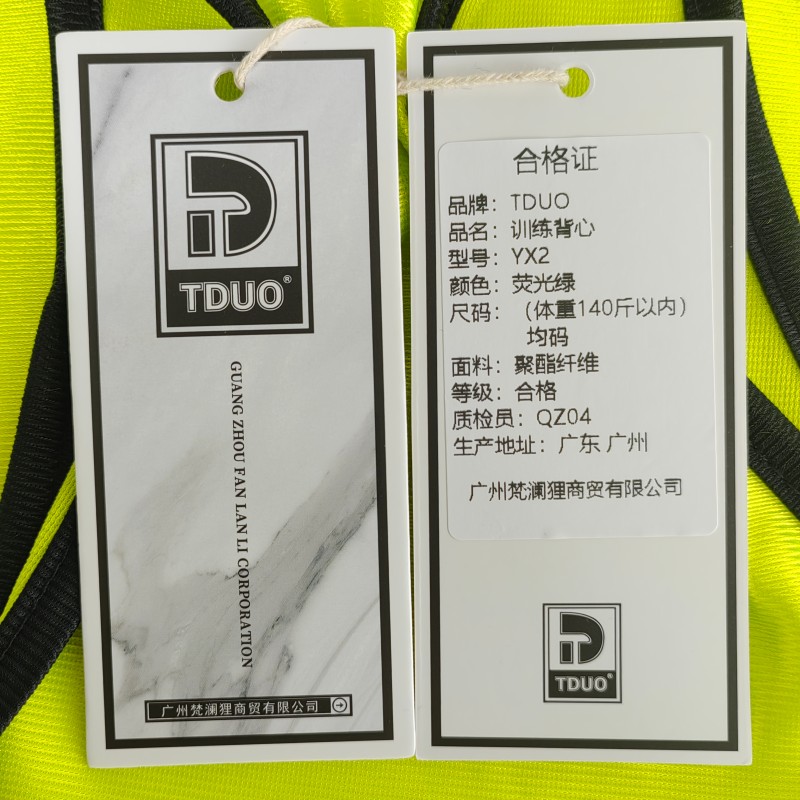 TDUO®
GUANG ZHOU FAN LAN LI CORPORATION
广州梵澜狸商贸有限公司
合格证
品牌：TDUO
品名：训练背心
型号：YX2
颜色：荧光绿
尺码：（体重140斤以内）
均码
面料：聚酯纤维
等级：合格
质检员：QZ04
生产地址：广东 广州
广州梵澜狸商贸有限公司
TDUO®